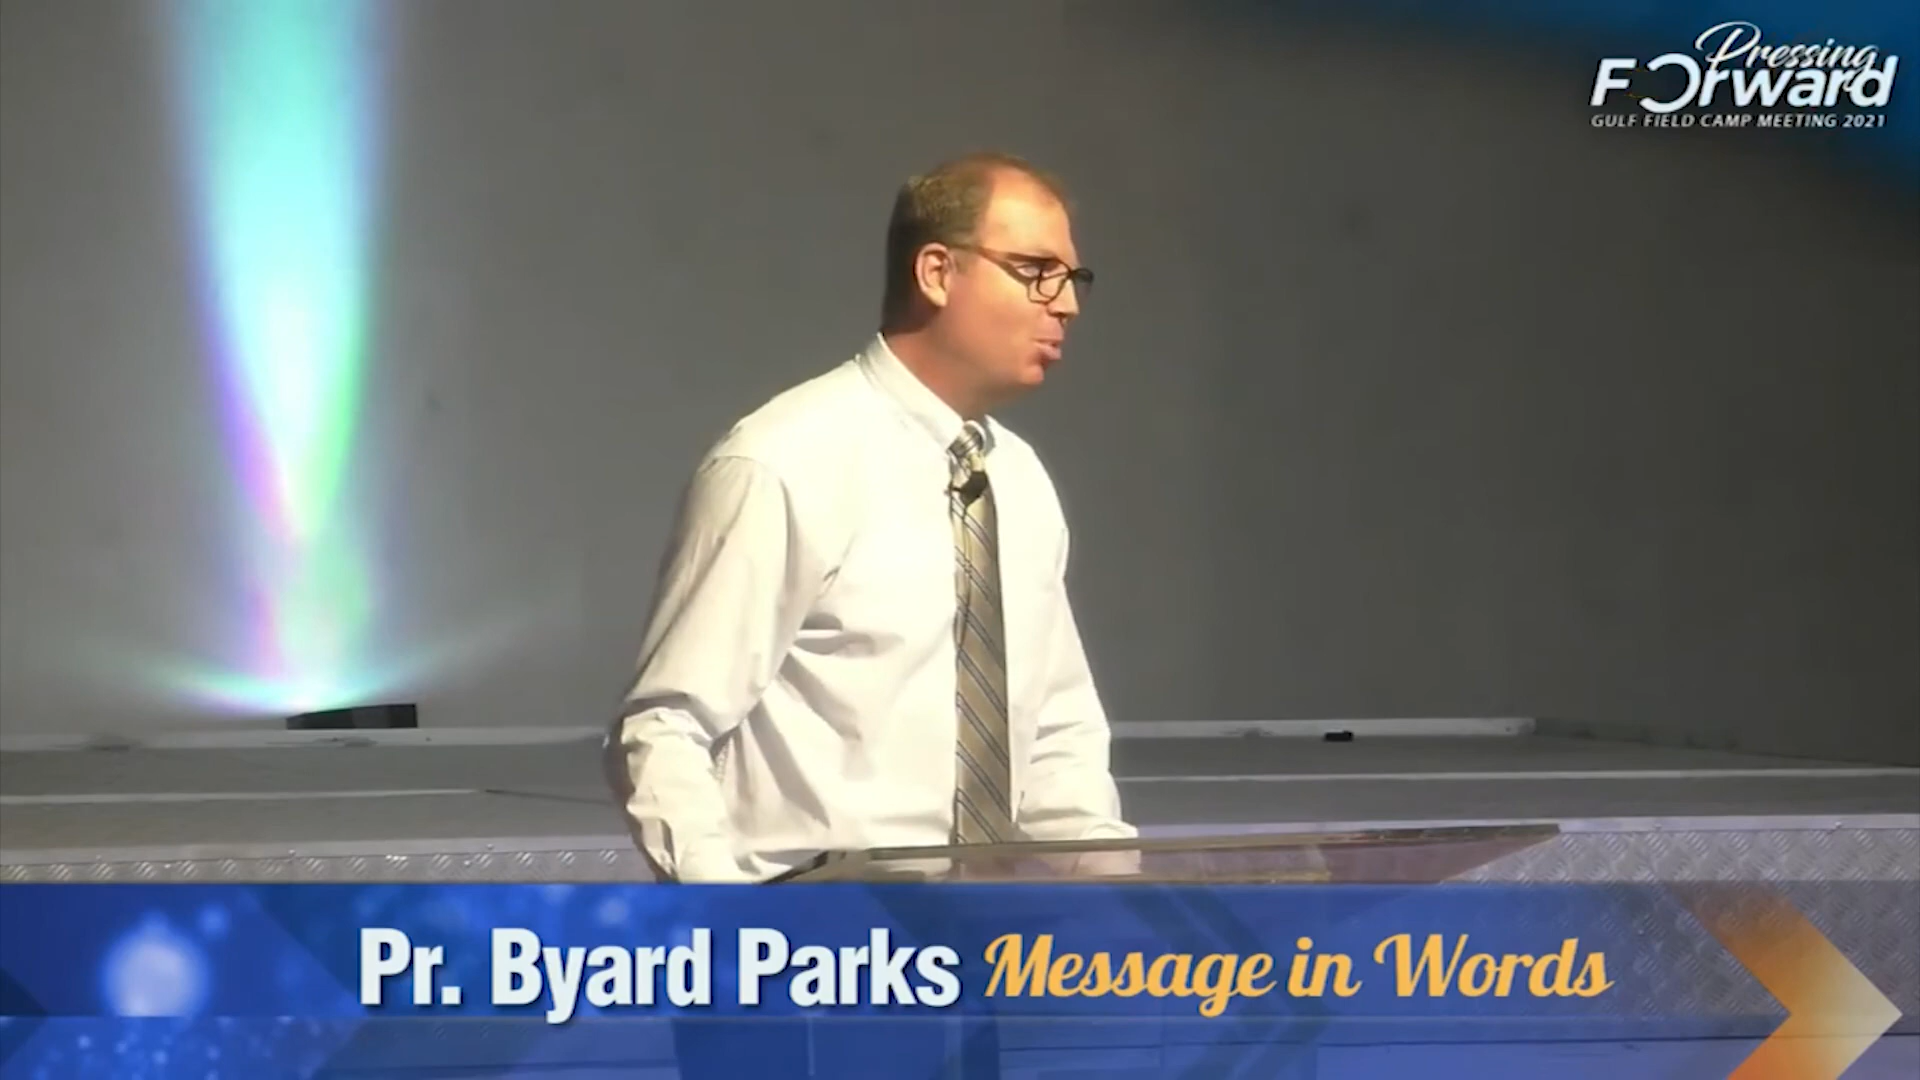 Pressing
FOrward
GULF FIELD CAMP MEETING 2021
Pr. Byard Parks Message in Words